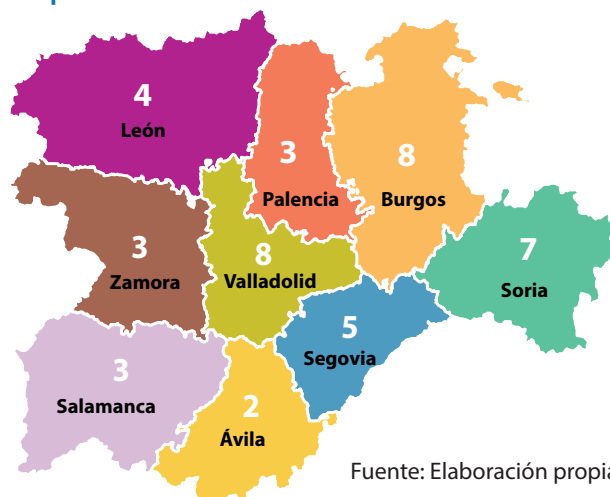 4
León
3
Palencia
8
Burgos
3
Zamora
8
Valladolid
7
Soria
5
Segovia
3
Salamanca
2
Ávila
Fuente: Elaboración propia